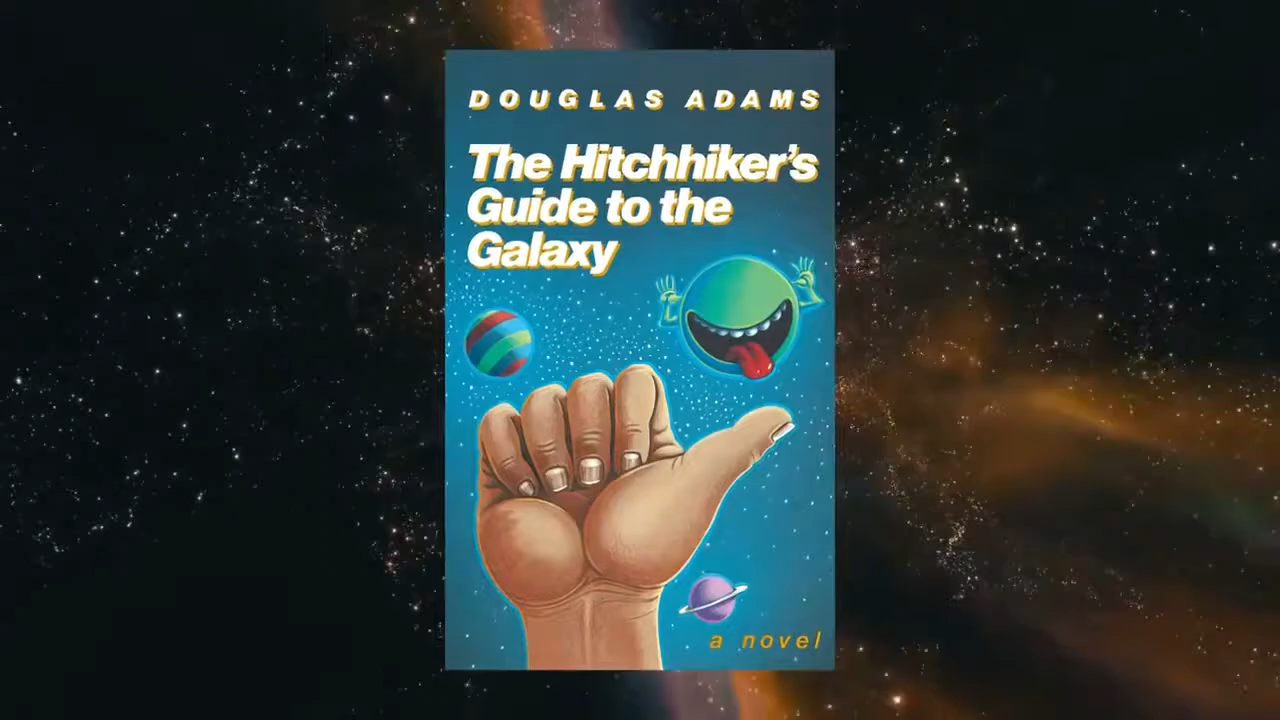 DOUGLAS ADAMS
The Hitchhiker's
Guide to the
Galaxy
a novel